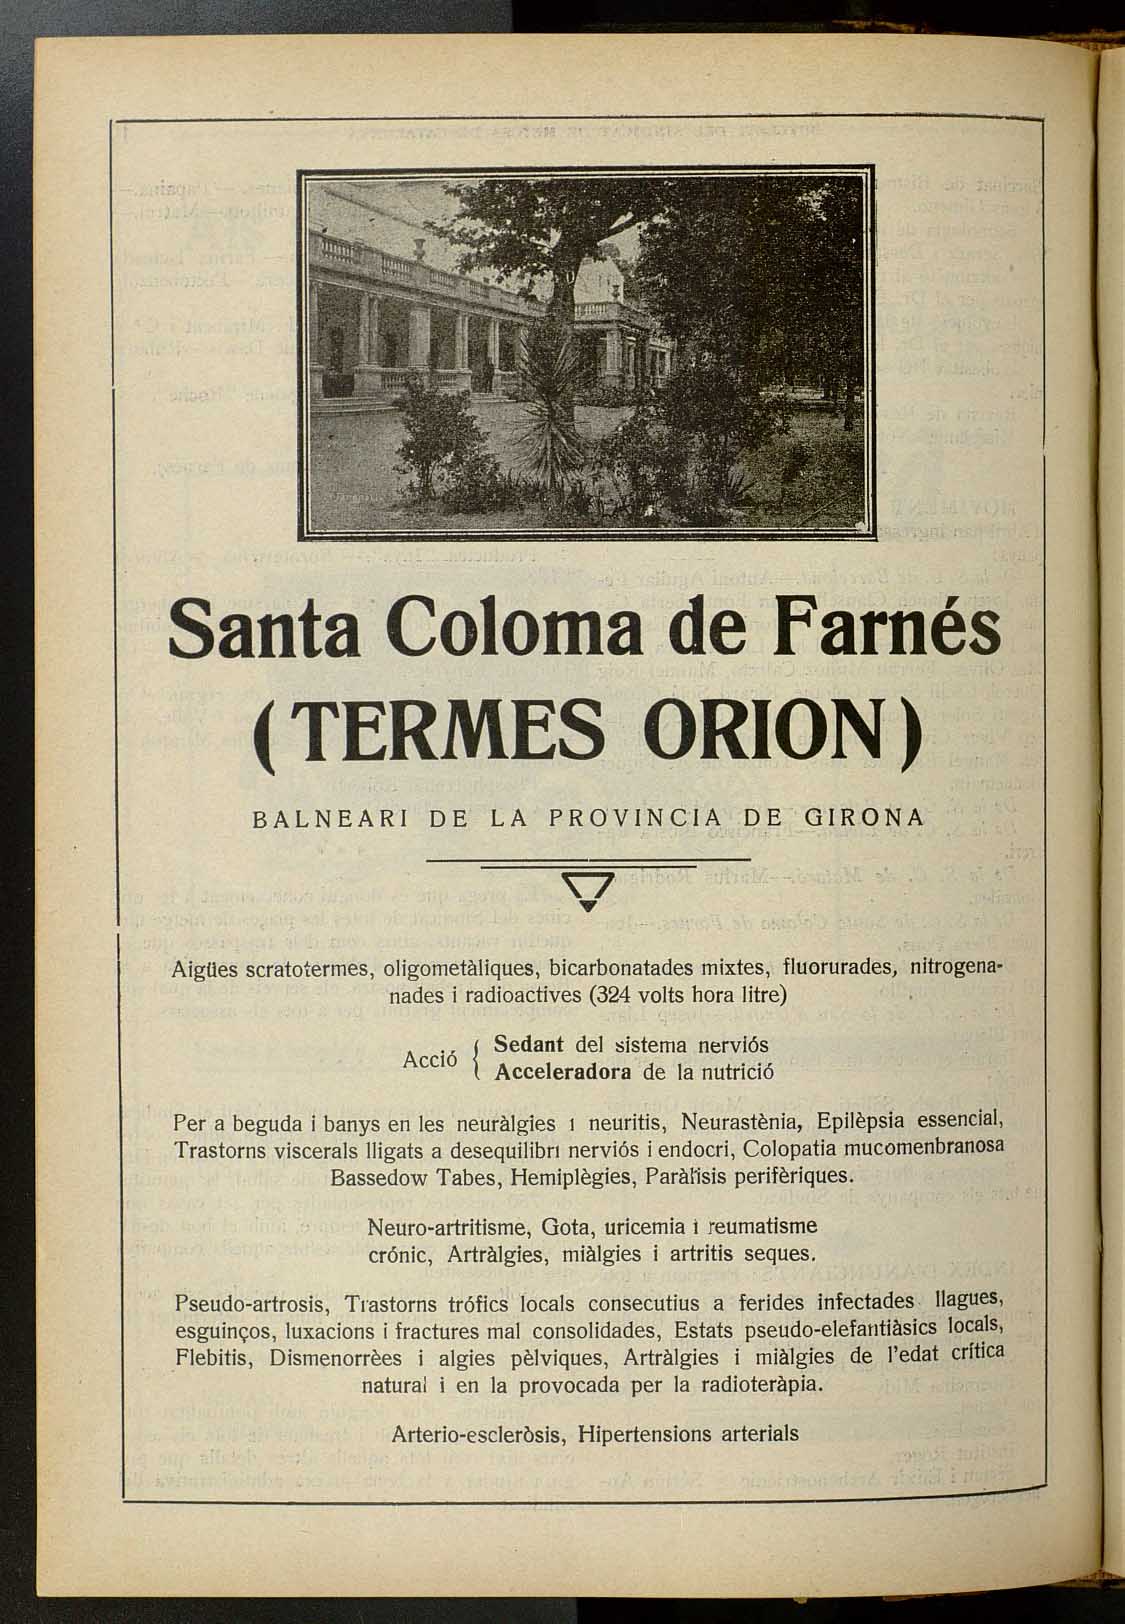 Santa Coloma de Farnés
(TERMES ORION)
BALNEARI DE LA PROVINCIA DE GIRONA
Aigües scratotermes, oligometàliques, bicarbonatades mixtes, fluorurades, nitrogena-
nades i radioactives (324 volts hora litre)
Acció { Sedant del sistema nerviós
Acceleradora de la nutrició
Per a beguda i banys en les neuràlgies i neuritis, Neurastènia, Epilèpsia essencial,
Trastorns viscerals lligats a desequilibri nerviós i endocri, Colopatia mucomenbranosa
Bassedow Tabes, Hemiplègies, Paràlisis perifèriques.
Neuro-artritisme, Gota, uricemia i reumatisme
crónic, Artràlgies, miàlgies i artritis seques.
Pseudo-artrosis, Trastorns trófics locals consecutius a ferides infectades llagues,
esguinços, luxacions i fractures mal consolidades, Estats pseudo-elefantiàsics locals,
Flebitis, Dismenorrèes i algies pèlviques, Artràlgies i miàlgies de l'edat crítica
natural i en la provocada per la radioteràpia.
Arterio-escleròsis, Hipertensions arterials